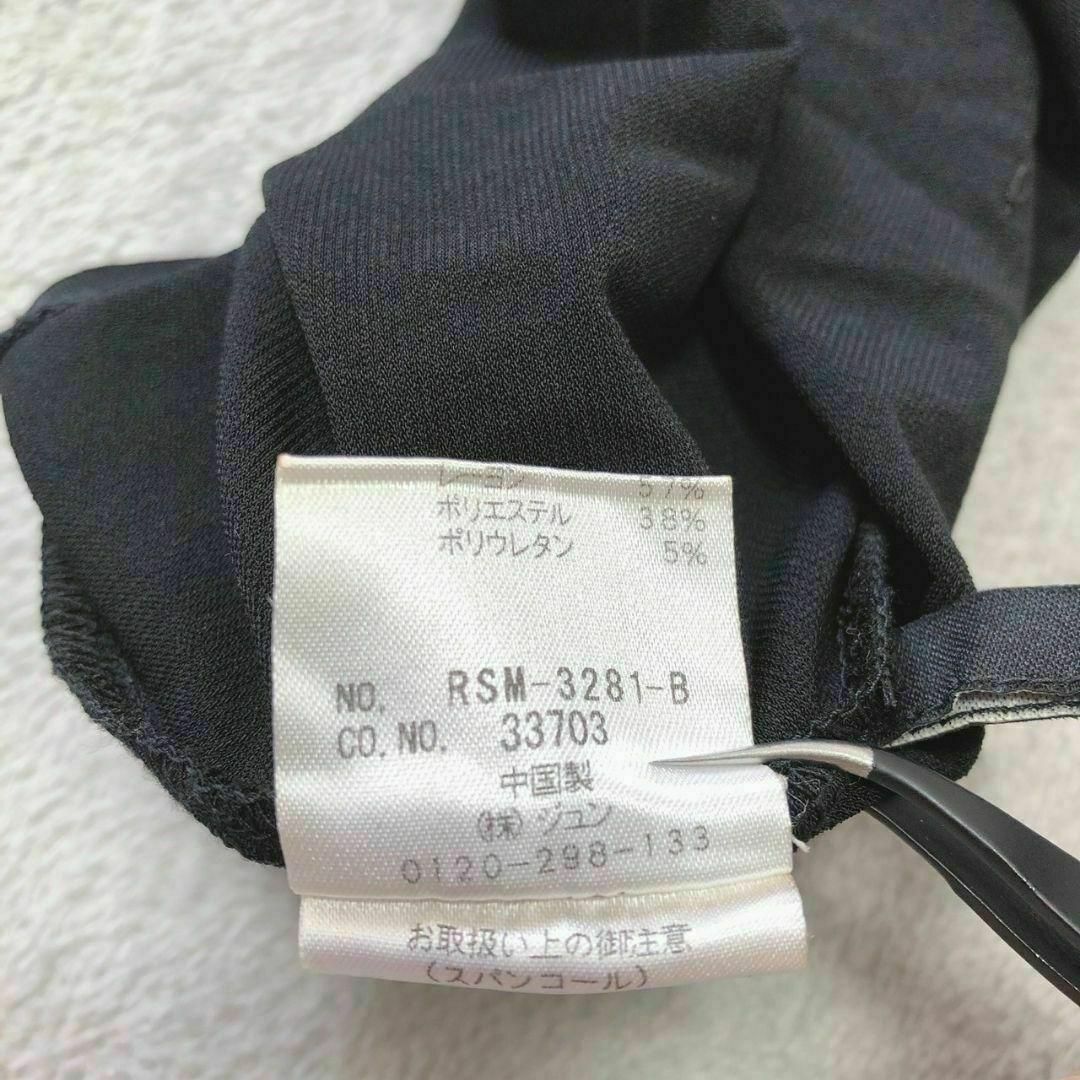 レーヨン 57%
ポリエステル 38%
ポリウレタン 5%
NO. RSM-3281-B
CO. NO. 33703
中国製
(株)ジュン
0120-298-133
お取扱い上の御注意
(スパンコール)